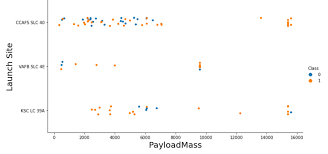 CCAFS SLC 40
VAFB SLC 4E
KSC LC 39A
Launch Site
0
2000
4000
6000
8000
10000
12000
14000
16000
PayloadMass
Class
0
1